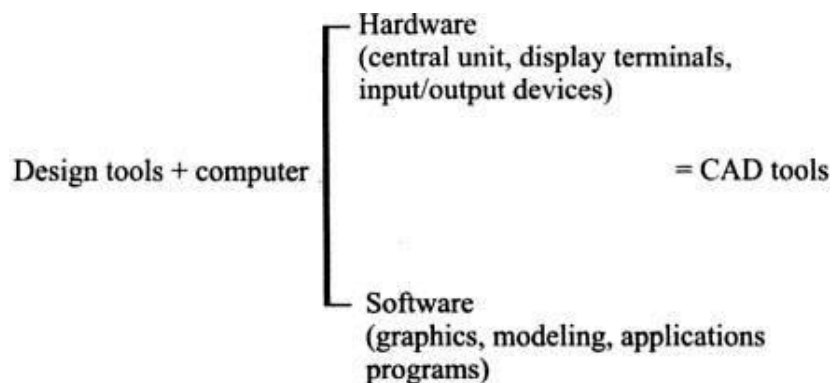 Hardware
(central unit, display terminals,
input/output devices)
Design tools + computer
= CAD tools
Software
(graphics, modeling, applications
programs)